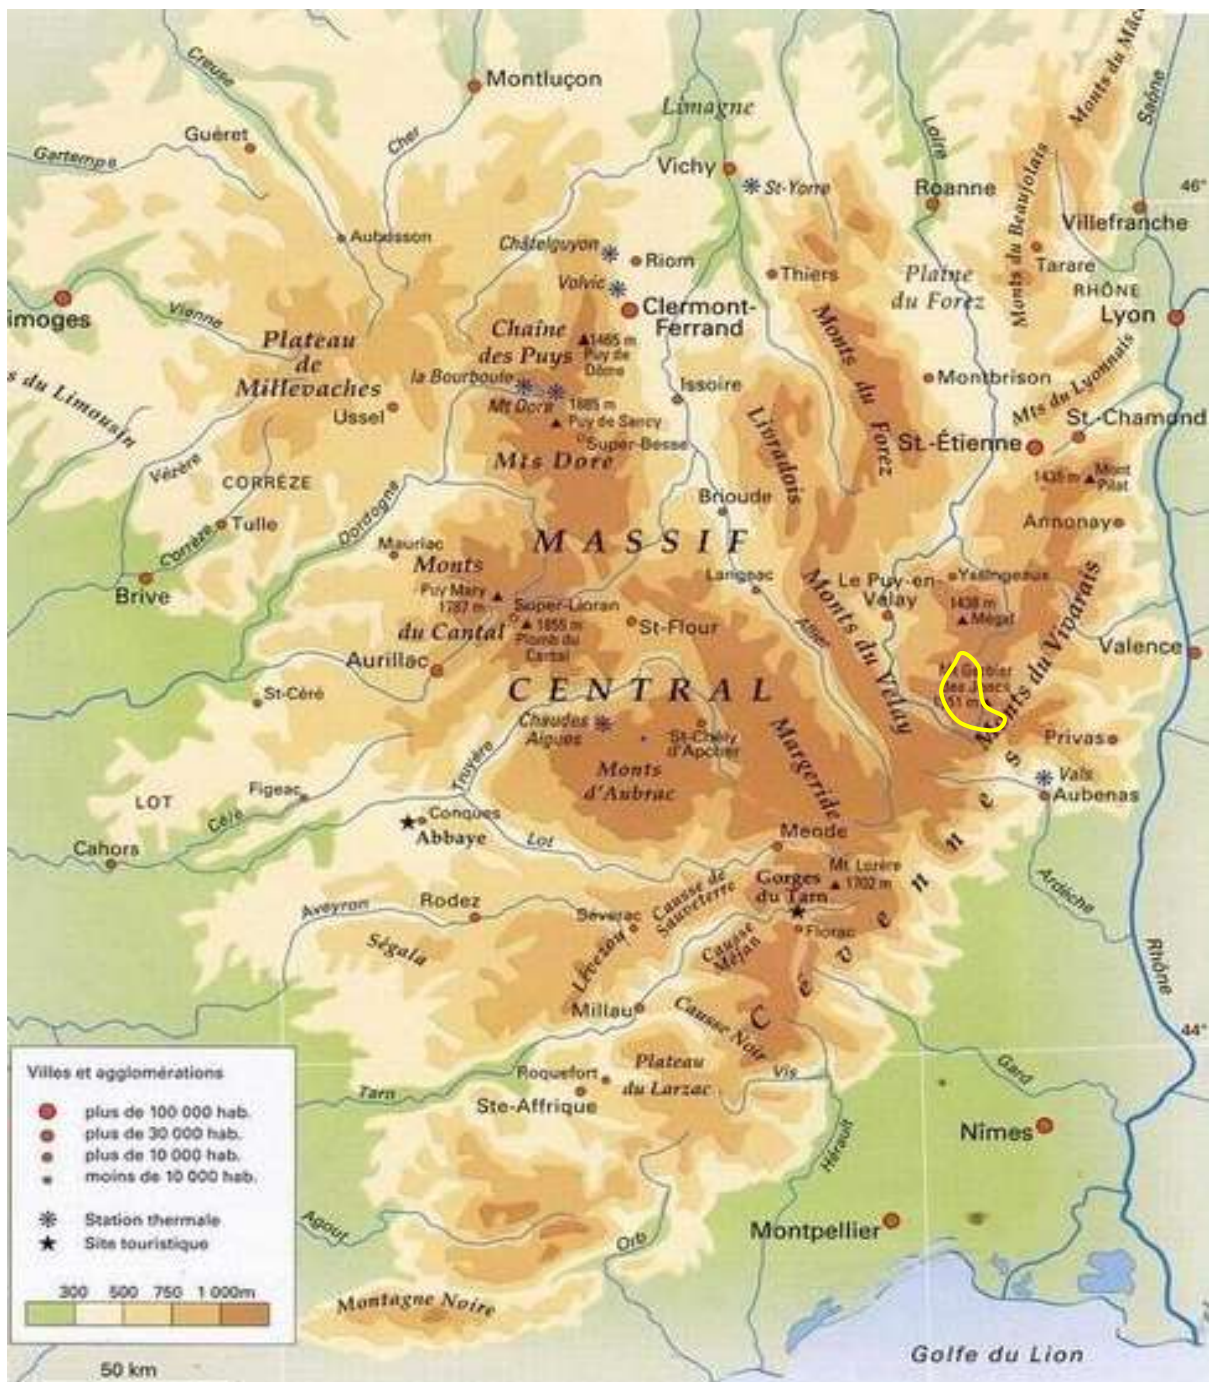 Montluçon
Creuse
Guéret
Cher
Gartempe
Limagne
Vichy
St-Yorre
Loire
Roanne
Monts du Mâc
Saône
46°
Monts du Beaujolais
Villefranche
Aubusson
Châtelguyon
Riom
Volvic
Thiers
Plaine
du Forez
Tarare
RHÔNE
Lyon
imoges
Vienne
Clermont-
Ferrand
Plateau
de
Millevaches
Chaîne
des Puys
1465 m
Puy de
Dôme
Monts du Forez
la Bourboule
Mt Dore
1885 m
Puy de Sancy
Super-Besse
Issoire
Montbrison
Mts du Lyonnais
s du Limousin
Ussel
Livradois
St.-Chamond
St.-Étienne
Mts Dore
Vézère
CORRÈZE
1435 m
Mont
Pilat
Brioude
Dordogne
Tulle
Corrèze
Annonay
MASSIF
Mauriac
Monts
du Cantal
Puy Mary
1787 m
Super-Lioran
1855 m
Plomb du
Cantal
Langeac
Le Puy-en-
Velay
Yssingeaux
1438 m
Mégal
Brive
St-Flour
Allier
Monts du Velay
Monts du Vivarais
Valence
Aurillac
St-Céré
CENTRAL
Chaudes
Aigues
St-Chély
d'Apcher
Margeride
Privas
Truyère
Monts
d'Aubrac
Vals
Aubenas
LOT
Figeac
Célé
Conques
Abbaye
Lot
Mende
Cahors
Mt. Lozère
1702 m
Gorges
du Tarn
Causse de
Sauveterre
Ardèche
Aveyron
Rodez
Séverac
Florac
Cevennes
Ségala
Lévezou
Causse
Méjan
Rhône
Millau
Causse Noir
44°
Villes et agglomérations
plus de 100 000 hab.
plus de 30 000 hab.
plus de 10 000 hab.
moins de 10 000 hab.
Station thermale
Site touristique
300 500 750 1 000m
50 km
Roquefort
Plateau
du Larzac
Vis
Gard
Tarn
Ste-Affrique
Nîmes
Hérault
Agout
Orb
Montpellier
Montagne Noire
Golfe du Lion